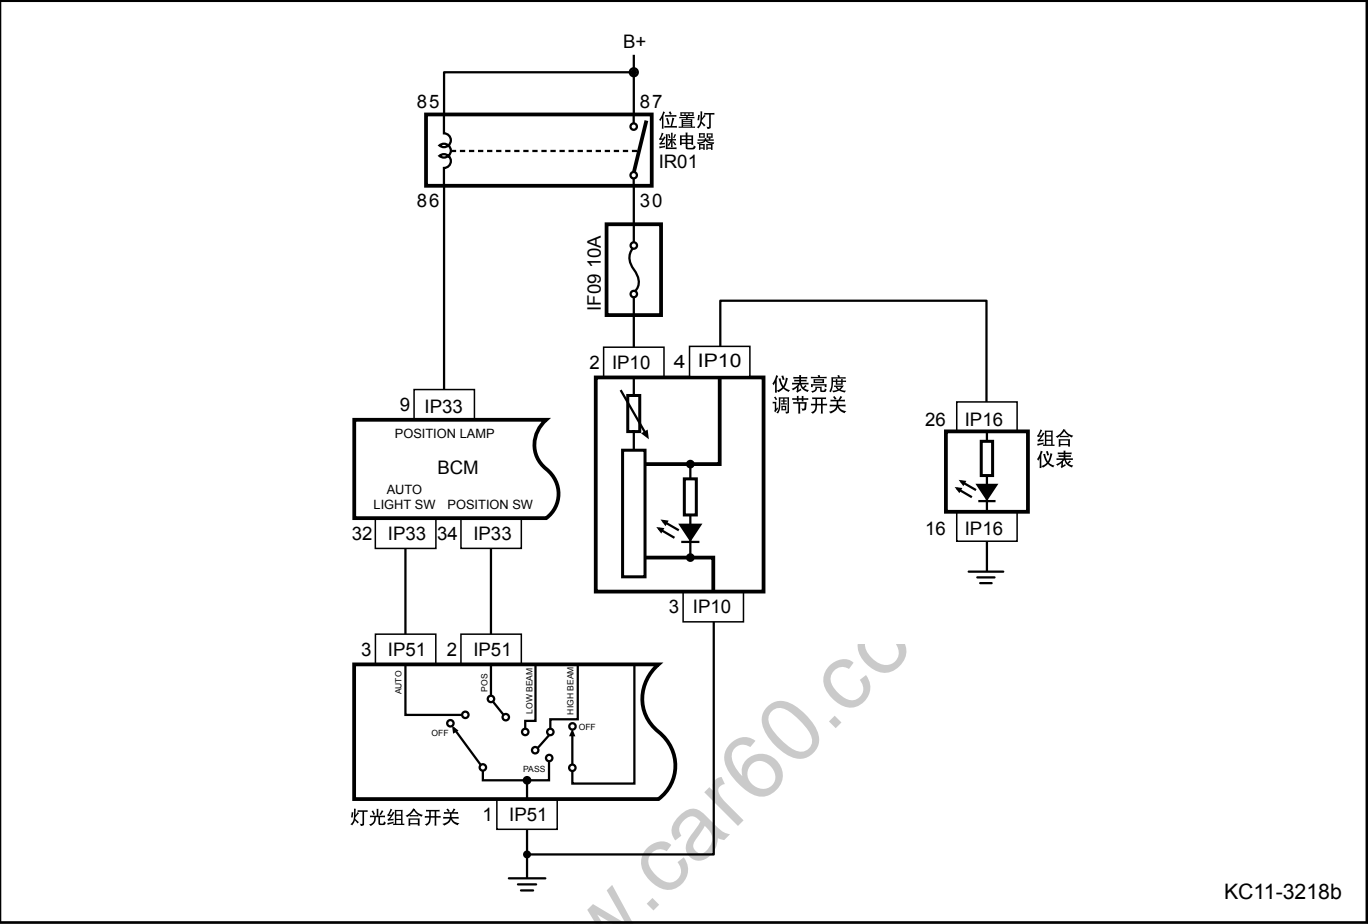 B+
85
87
位置灯
继电器
IR01
86
30
IF09 10A
2 IP10
4 IP10
仪表亮度
调节开关
9 IP33
POSITION LAMP
BCM
AUTO
LIGHT SW
POSITION SW
32 IP33
34 IP33
26 IP16
组合
仪表
16 IP16
3 IP10
3 IP51
2 IP51
AUTO
POS
LOW BEAM
HIGH BEAM
OFF
OFF
PASS
灯光组合开关
1 IP51
KC11-3218b